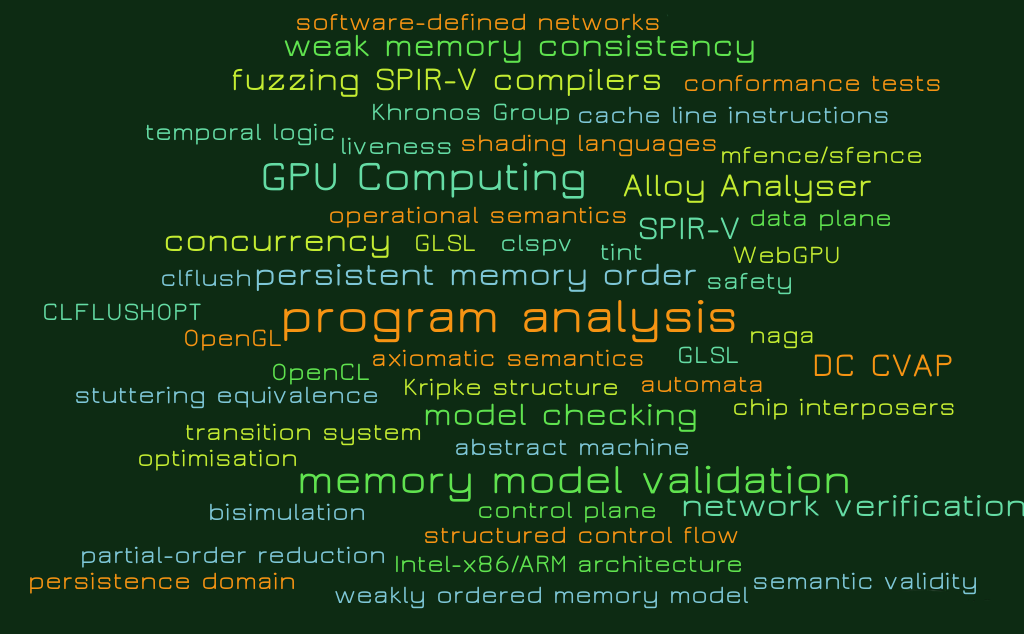 software-defined networks
weak memory consistency
fuzzing SPIR-V compilers
conformance tests
Khronos Group
cache line instructions
temporal logic
liveness
shading languages
mfence/sfence
GPU Computing
Alloy Analyser
operational semantics
SPIR-V
data plane
concurrency
GLSL
clspv
tint
WebGPU
clflush
persistent memory order
safety
CLFLUSHOPT
program analysis
OpenGL
naga
axiomatic semantics
GLSL
DC CVAP
OpenCL
Kripke structure
automata
stuttering equivalence
model checking
chip interposers
transition system
abstract machine
optimisation
memory model validation
network verification
bisimulation
control plane
structured control flow
partial-order reduction
Intel-x86/ARM architecture
persistence domain
semantic validity
weakly ordered memory model